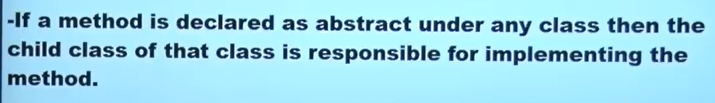 -If a method is declared as abstract under any class then the
child class of that class is responsible for implementing the
method.